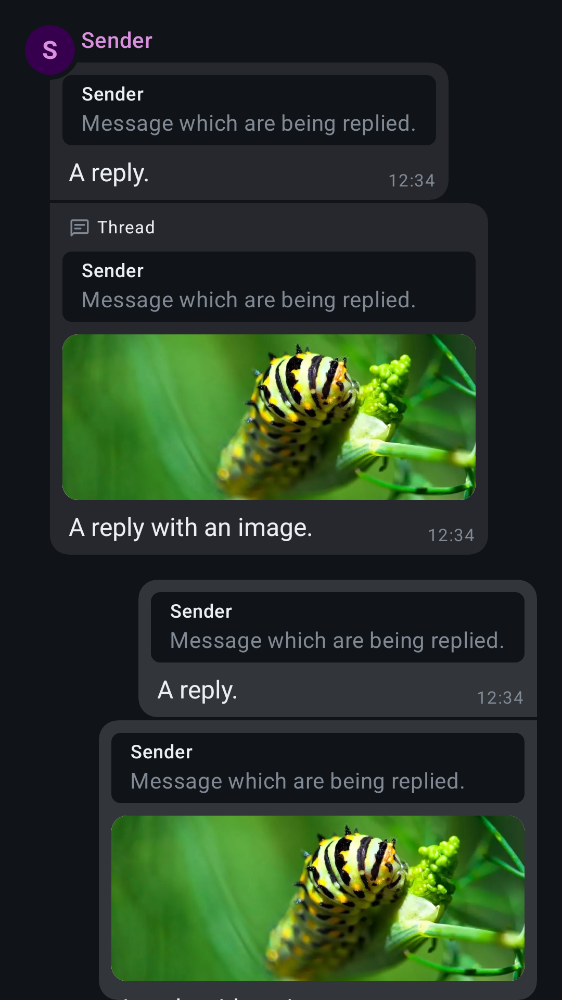 S
Sender
Sender
Message which are being replied.
A reply.
12:34
Thread
Sender
Message which are being replied.
A reply with an image.
12:34
Sender
Message which are being replied.
A reply.
12:34
Sender
Message which are being replied.